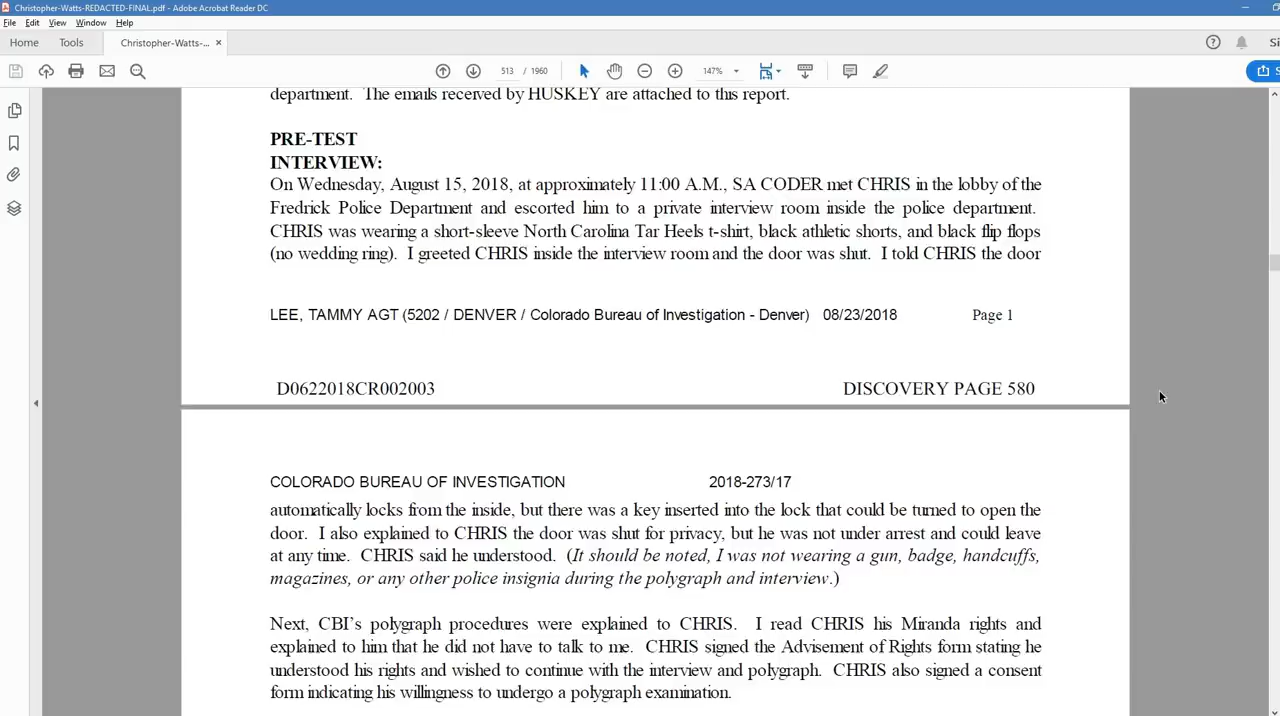 Christopher-Watts-REDACTED-FINAL.pdf - Adobe Acrobat Reader DC
File Edit View Window Help
Home Tools Christopher-Watts-... ×
513 / 1960 147%
department. The emails received by HUSKEY are attached to this report.
PRE-TEST
INTERVIEW:
On Wednesday, August 15, 2018, at approximately 11:00 A.M., SA CODER met CHRIS in the lobby of the
Fredrick Police Department and escorted him to a private interview room inside the police department.
CHRIS was wearing a short-sleeve North Carolina Tar Heels t-shirt, black athletic shorts, and black flip flops
(no wedding ring). I greeted CHRIS inside the interview room and the door was shut. I told CHRIS the door
LEE, TAMMY AGT (5202 / DENVER / Colorado Bureau of Investigation - Denver) 08/23/2018 Page 1
D0622018CR002003 DISCOVERY PAGE 580
COLORADO BUREAU OF INVESTIGATION 2018-273/17
automatically locks from the inside, but there was a key inserted into the lock that could be turned to open the
door. I also explained to CHRIS the door was shut for privacy, but he was not under arrest and could leave
at any time. CHRIS said he understood. (It should be noted, I was not wearing a gun, badge, handcuffs,
magazines, or any other police insignia during the polygraph and interview.)
Next, CBI's polygraph procedures were explained to CHRIS. I read CHRIS his Miranda rights and
explained to him that he did not have to talk to me. CHRIS signed the Advisement of Rights form stating he
understood his rights and wished to continue with the interview and polygraph. CHRIS also signed a consent
form indicating his willingness to undergo a polygraph examination.